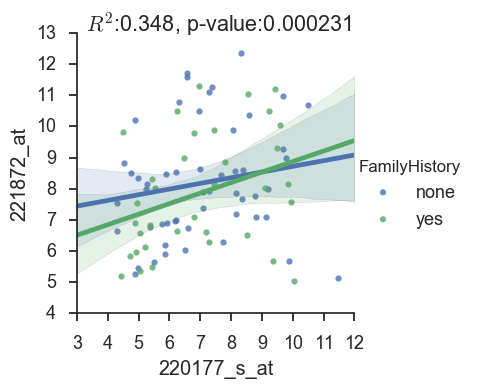 R²:0.348, p-value:0.000231
13
12
11
10
9
8
7
6
5
4
221872_at
3 4 5 6 7 8 9 10 11 12
220177_s_at
FamilyHistory
none
yes